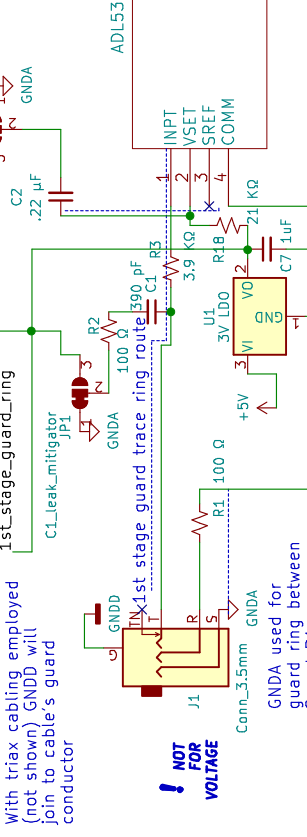 ADL53
GNDA
2
3
INPT
VSET
SREF
COMM
1
2
3
4
C2
.22 µF
21 KΩ
R18
R3
3.9 KΩ
390 pF
C1
C7 1uF
2
VO
U1
3V LDO
GND
1
VI
3
+5V
R2
100 Ω
3
2
JP1
C1_leak_mitigator
GNDA
1st_stage_guard_ring
1st stage guard trace ring route
100 Ω
R1
GNDD
G
TN
T
R
S
GNDA
J1
Conn_3.5mm
With triax cabling employed
(not shown) GNDD will
join to cable's guard
conductor
GNDA used for
guard ring between
! NOT
FOR
VOLTAGE